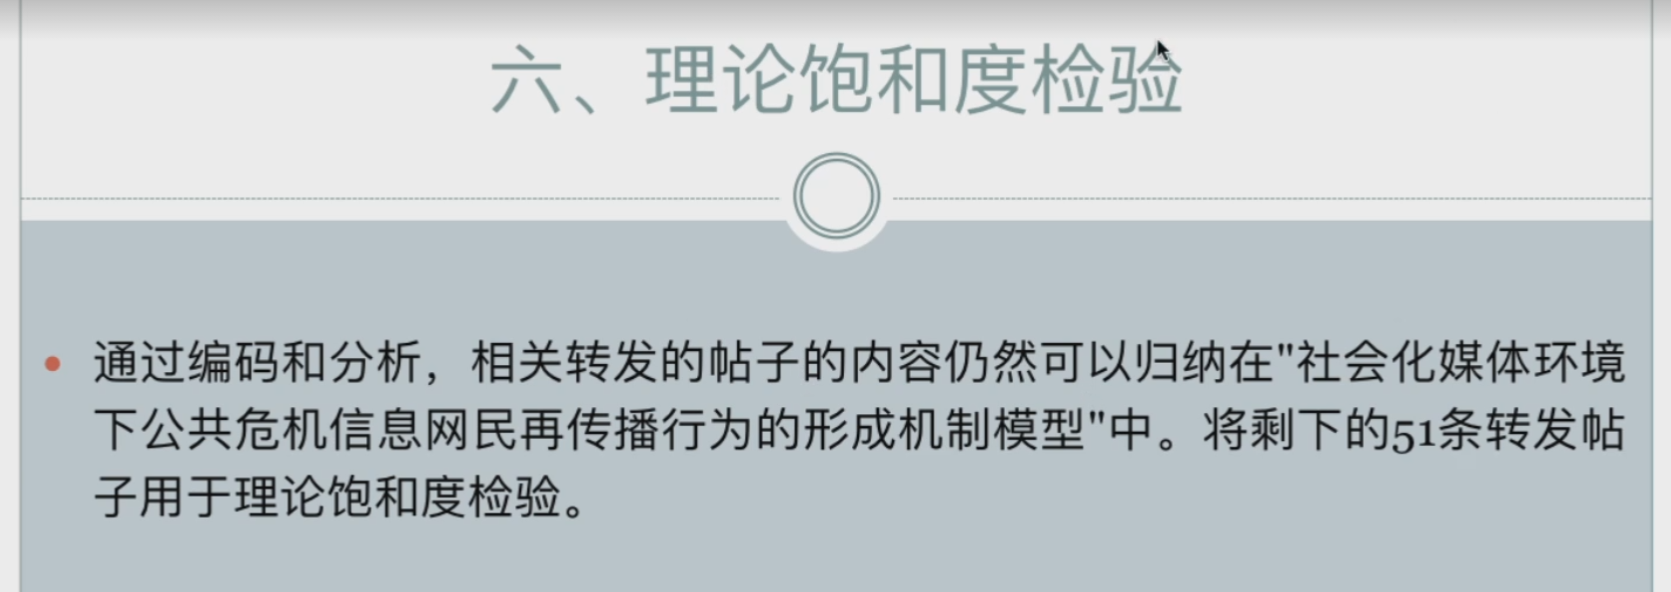 六、理论饱和度检验
• 通过编码和分析，相关转发的帖子的内容仍然可以归纳在"社会化媒体环境
下公共危机信息网民再传播行为的形成机制模型"中。将剩下的51条转发帖
子用于理论饱和度检验。